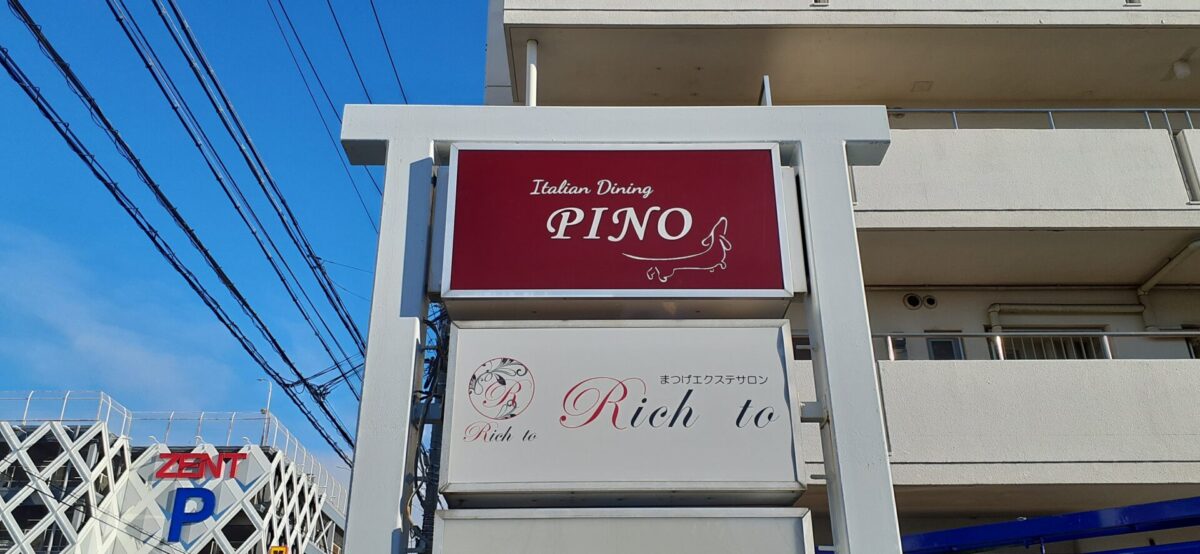 Italian Dining
PINO
まつげエクステサロン
Rich to
R
Rich to
ZENT
P